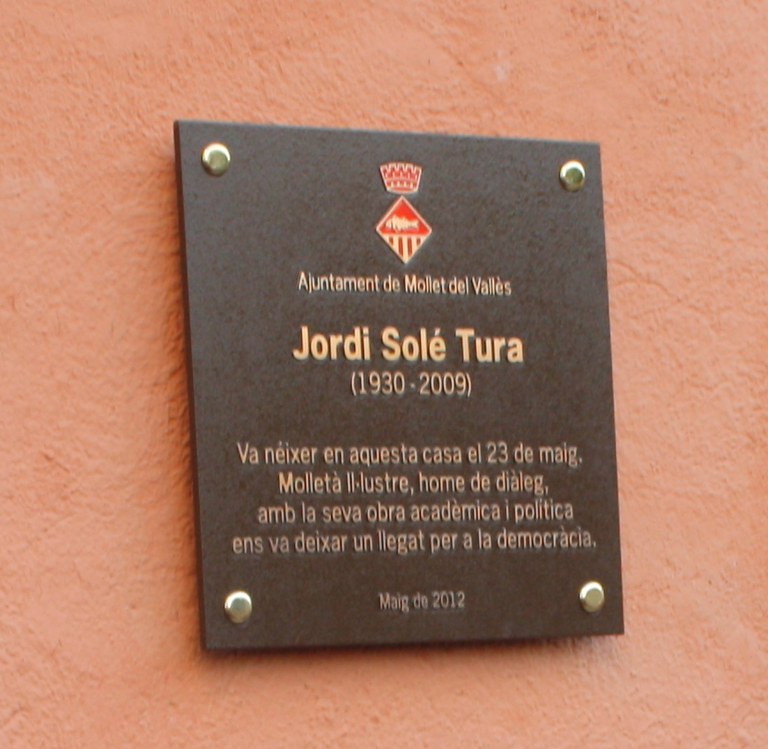 Ajuntament de Mollet del Vallès
Jordi Solé Tura
(1930 - 2009)
Va néixer en aquesta casa el 23 de maig.
Molletà il·lustre, home de diàleg,
amb la seva obra acadèmica i política
ens va deixar un llegat per a la democràcia.
Maig de 2012